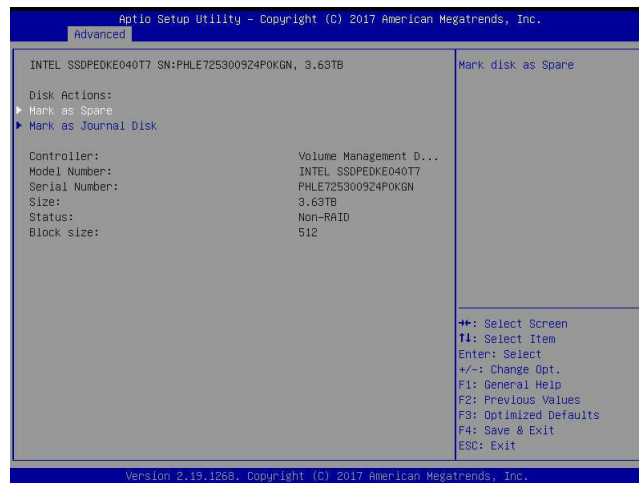 Aptio Setup Utility – Copyright (C) 2017 American Megatrends, Inc.
Advanced
INTEL SSDPEDKE040T7 SN:PHLE7253009Z4P0KGN, 3.63TB
Disk Actions:
Mark as Spare
Mark as Journal Disk
Controller: Volume Management D...
Model Number: INTEL SSDPEDKE040T7
Serial Number: PHLE7253009Z4P0KGN
Size: 3.63TB
Status: Non-RAID
Block size: 512
Mark disk as Spare
→←: Select Screen
↑↓: Select Item
Enter: Select
+/-: Change Opt.
F1: General Help
F2: Previous Values
F3: Optimized Defaults
F4: Save & Exit
ESC: Exit
Version 2.19.1268. Copyright (C) 2017 American Megatrends, Inc.